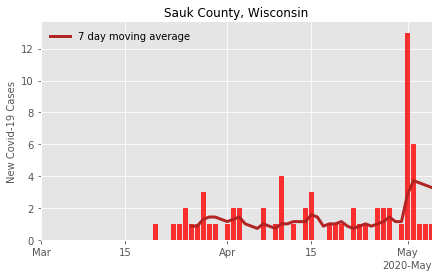 Sauk County, Wisconsin
7 day moving average
New Covid-19 Cases
12
10
8
6
4
2
0
Mar 15 Apr 15 May
2020-May